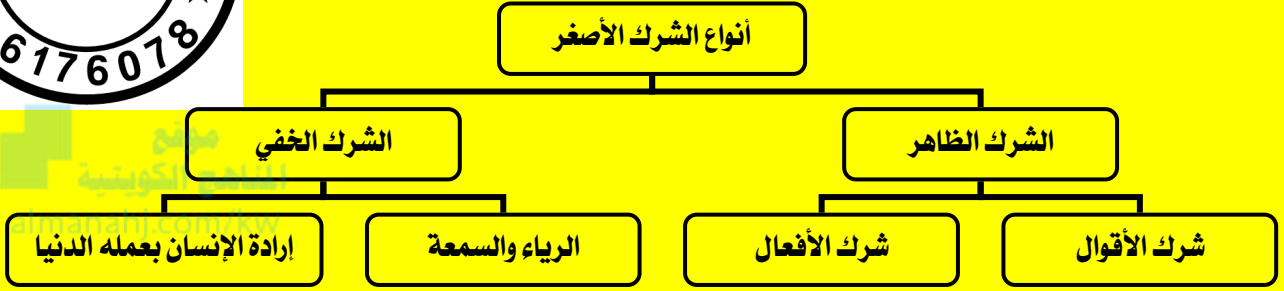 أنواع الشرك الأصغر
الشرك الظاهر
الشرك الخفي
شرك الأقوال
شرك الأفعال
الرياء والسمعة
إرادة الإنسان بعمله الدنيا
6176078
موقع
المناهج الكويتية
almanahj.com/kw